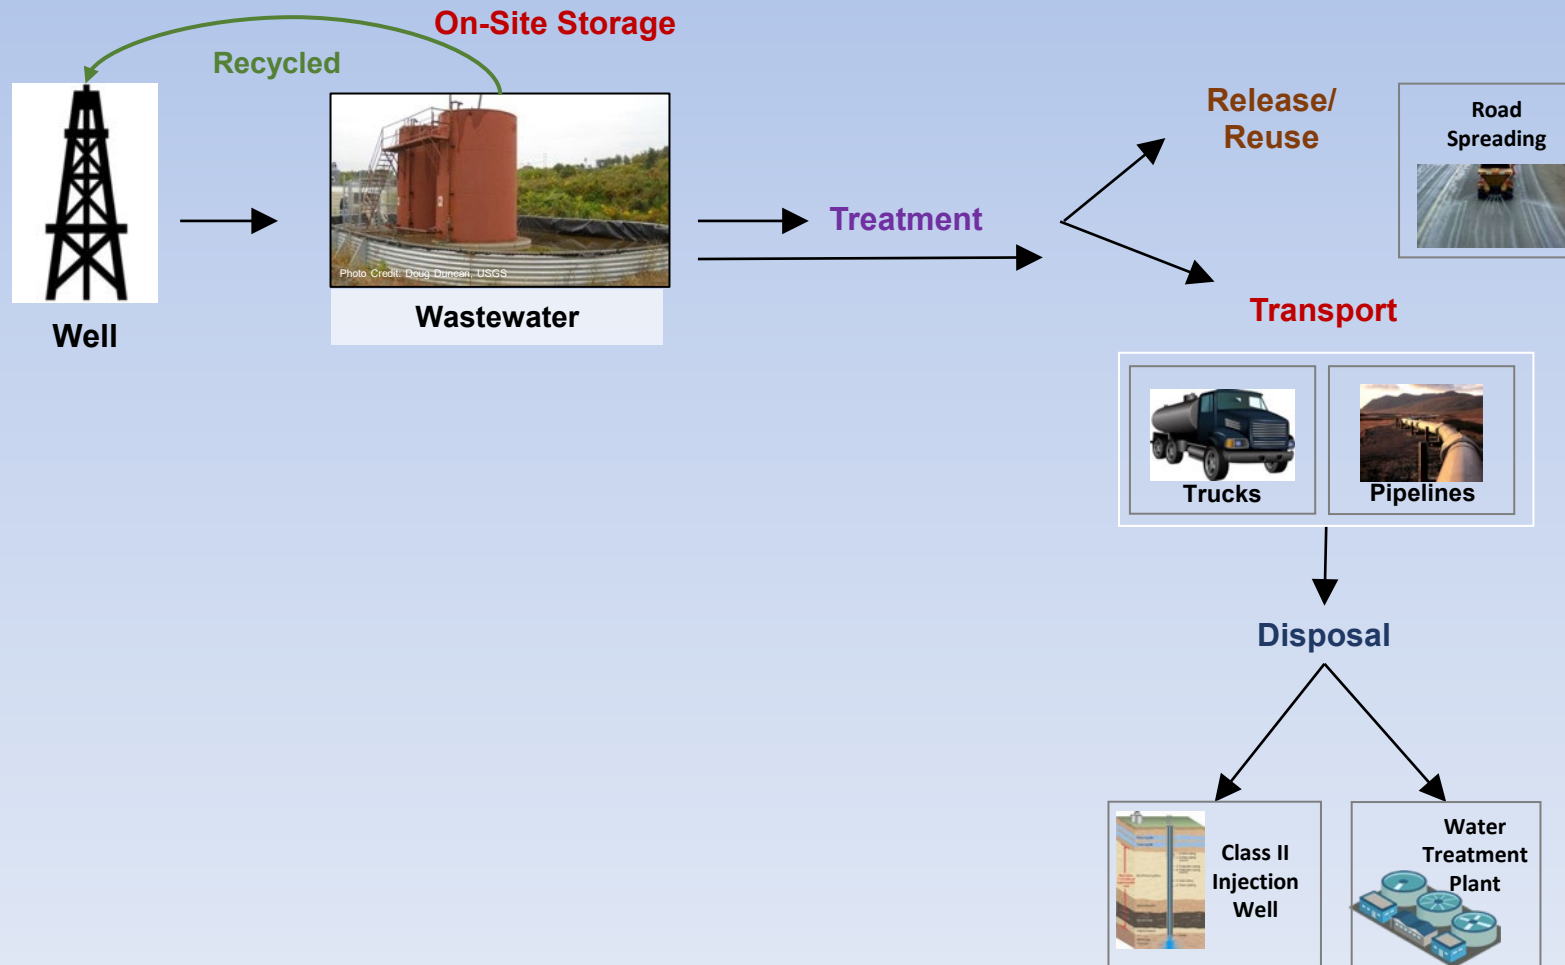 On-Site Storage
Recycled
Well
Photo Credit: Doug Duncan, USGS
Wastewater
Treatment
Release/
Reuse
Road
Spreading
Transport
Trucks
Pipelines
Disposal
Class II
Injection
Well
Water
Treatment
Plant